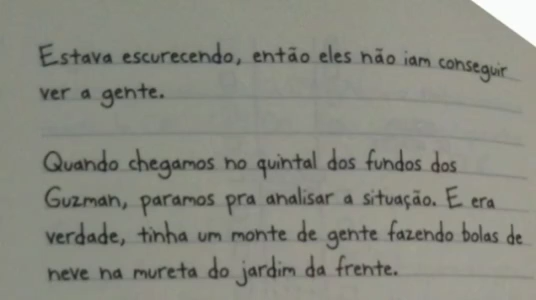 Estava escurecendo, então eles não iam conseguir
ver a gente.
Quando chegamos no quintal dos fundos dos
Guzman, paramos pra analisar a situação. E era
verdade, tinha um monte de gente fazendo bolas de
neve na mureta do jardim da frente.